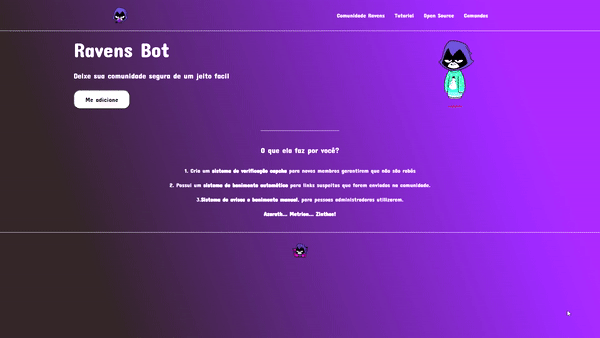 Comunidade Ravens Tutorial Open Source Comandos
Ravens Bot
Deixe sua comunidade segura de um jeito facil
Me adicione
O que ela faz por você?
1. Cria um sistema de verificação capcha para novos membros garantirem que não são robôs
2. Possui um sistema de banimento automático para links suspeitos que forem enviados na comunidade.
3.Sistema de avisos e banimento manual, para pessoas administradoras utilizarem.
Azarath... Metrion... Zinthos!